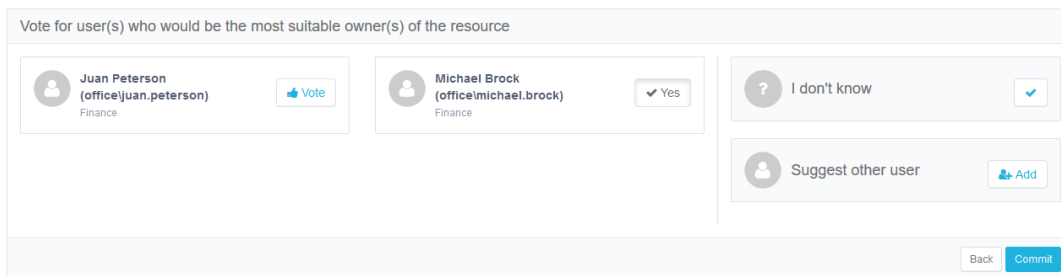 Vote for user(s) who would be the most suitable owner(s) of the resource
Juan Peterson
(office\juan.peterson)
Finance
Vote
Michael Brock
(office\michael.brock)
Finance
Yes
?
I don't know
Suggest other user
Add
Back
Commit